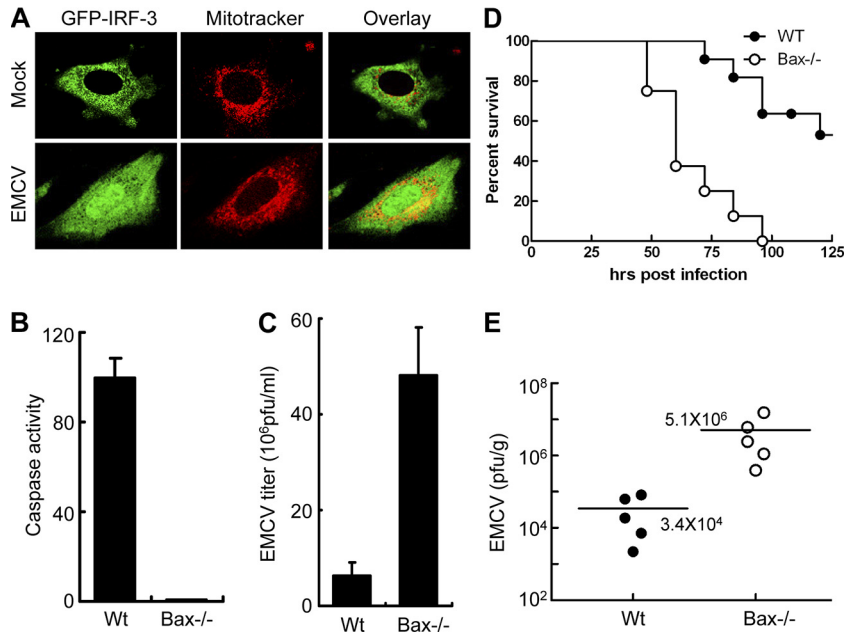 A
GFP-IRF-3 Mitotracker Overlay
Mock
EMCV
D
WT
Bax-/-
Percent survival
100
80
60
40
20
0
0 25 50 75 100 125
hrs post infection
B
Caspase activity
120
80
40
0
Wt Bax-/-
C
EMCV titer (10⁶pfu/ml)
60
40
20
0
Wt Bax-/-
E
EMCV (pfu/g)
10⁸
10⁶
10⁴
10²
5.1X10⁶
3.4X10⁴
Wt Bax-/-